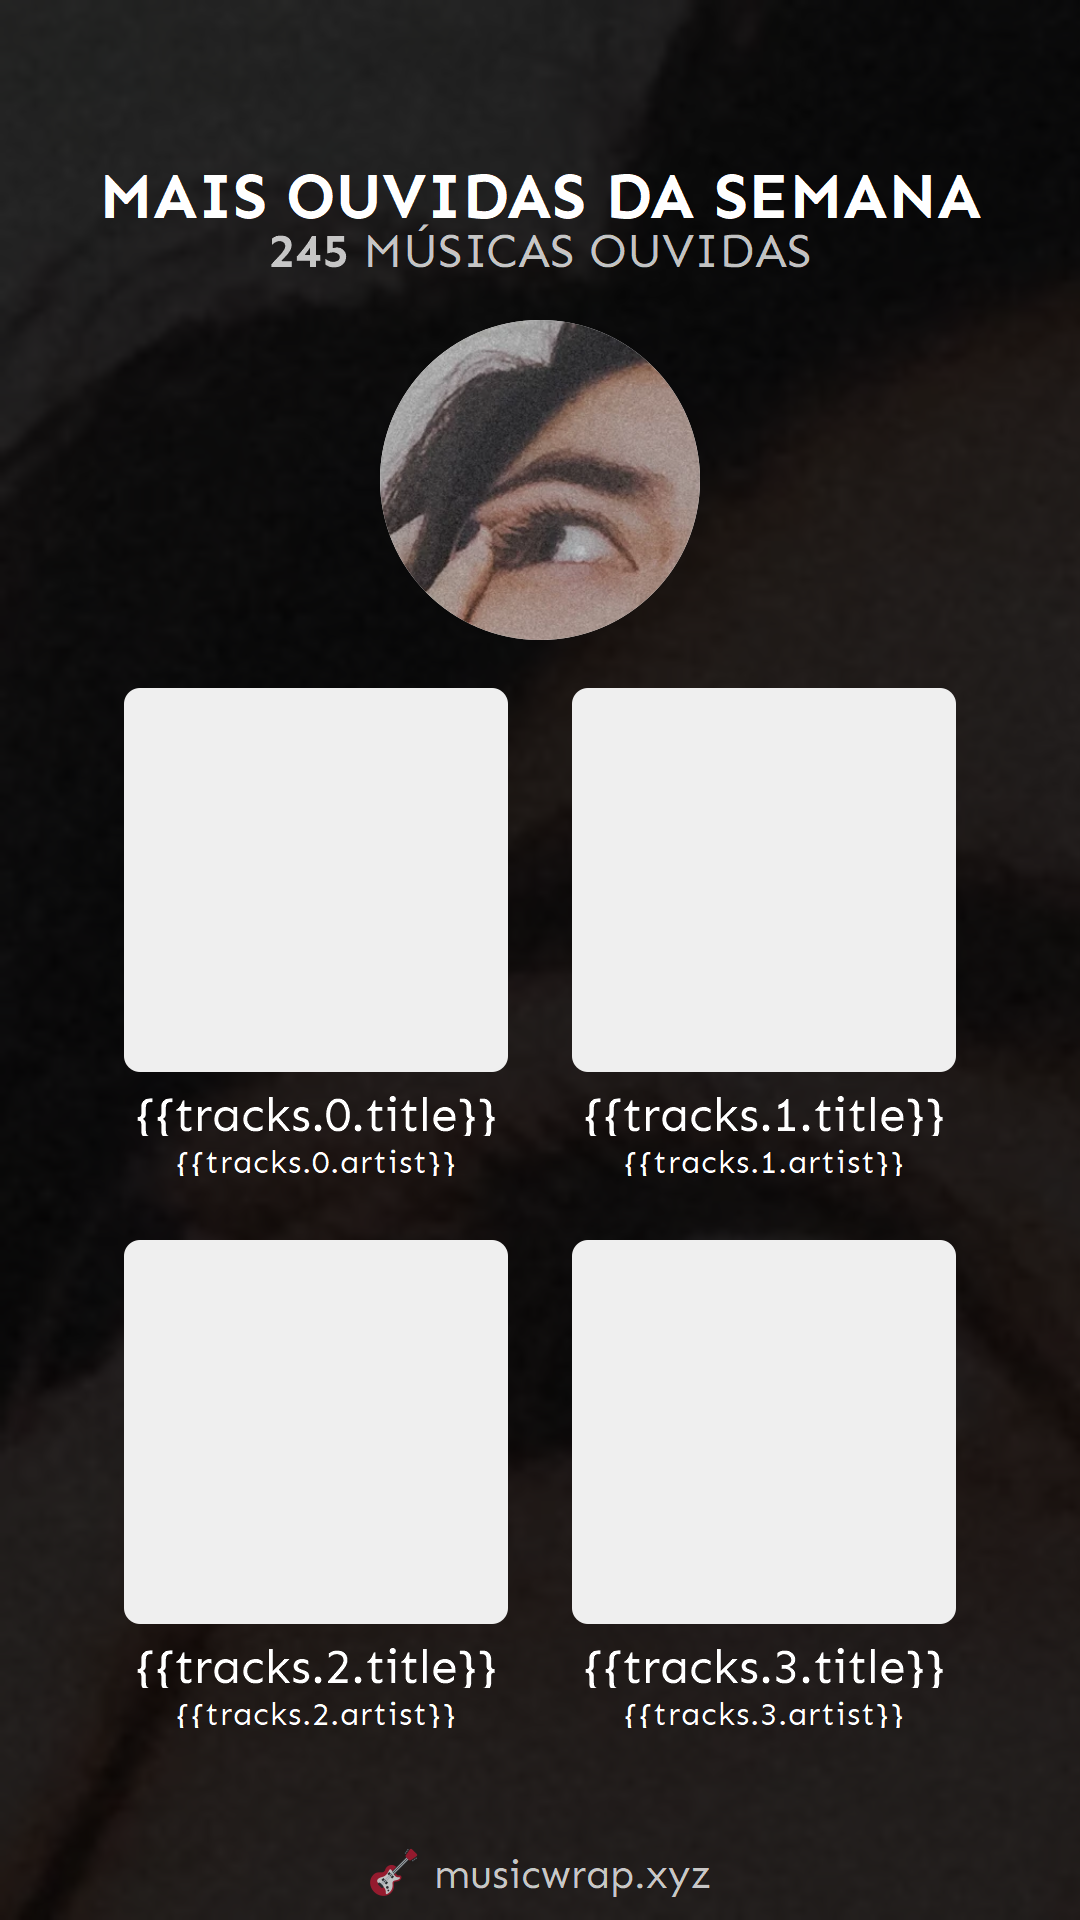 MAIS OUVIDAS DA SEMANA
245 MÚSICAS OUVIDAS
{{tracks.0.title}}
{{tracks.0.artist}}
{{tracks.1.title}}
{{tracks.1.artist}}
{{tracks.2.title}}
{{tracks.2.artist}}
{{tracks.3.title}}
{{tracks.3.artist}}
musicwrap.xyz